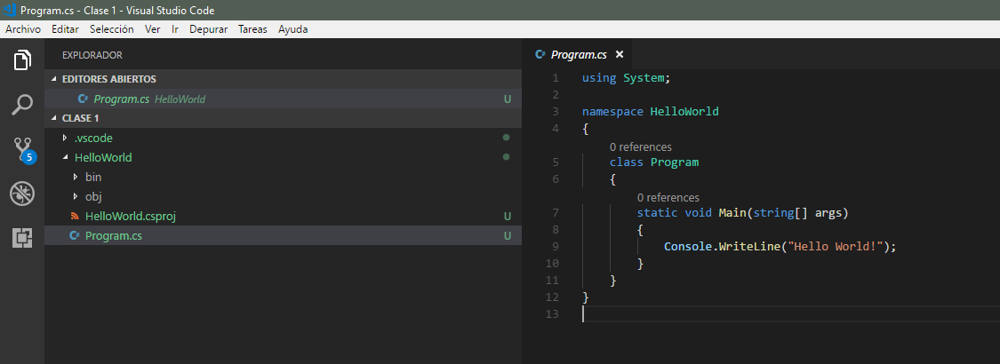 Program.cs - Clase 1 - Visual Studio Code
Archivo Editar Selección Ver Ir Depurar Tareas Ayuda
EXPLORADOR
EDITORES ABIERTOS
C# Program.cs HelloWorld U
CLASE 1
.vscode
HelloWorld
bin
obj
HelloWorld.csproj U
C# Program.cs U
5
C# Program.cs ×
1 using System;
2
3 namespace HelloWorld
4 {
0 references
5 class Program
6 {
0 references
7 static void Main(string[] args)
8 {
9 Console.WriteLine("Hello World!");
10 }
11 }
12 }
13